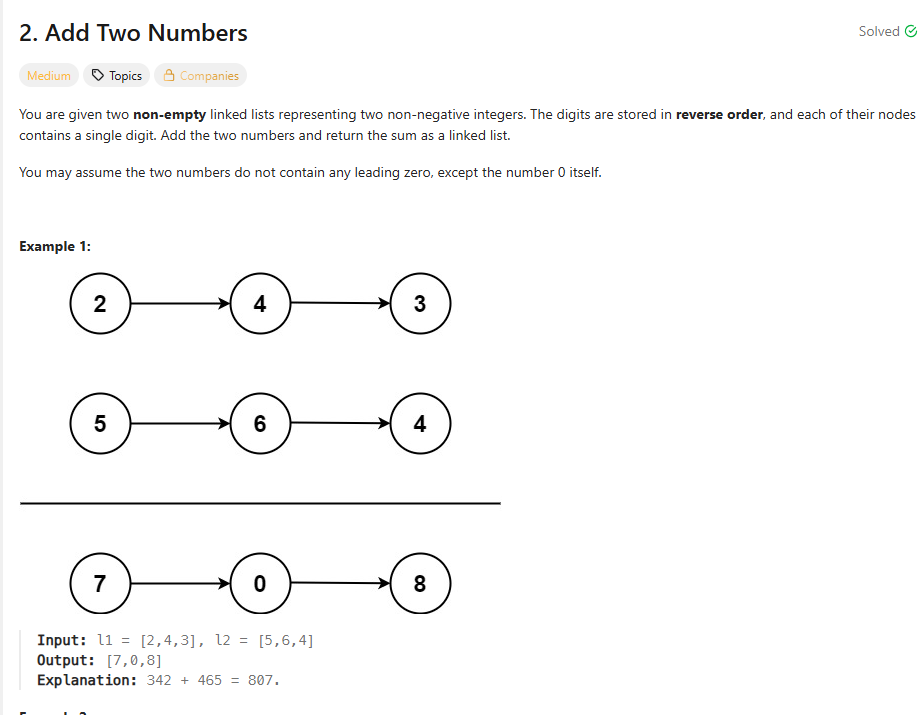 2. Add Two Numbers
Solved
Medium Topics Companies
You are given two non-empty linked lists representing two non-negative integers. The digits are stored in reverse order, and each of their nodes
contains a single digit. Add the two numbers and return the sum as a linked list.
You may assume the two numbers do not contain any leading zero, except the number 0 itself.
Example 1:
2 4 3
5 6 4
7 0 8
Input: l1 = [2,4,3], l2 = [5,6,4]
Output: [7,0,8]
Explanation: 342 + 465 = 807.